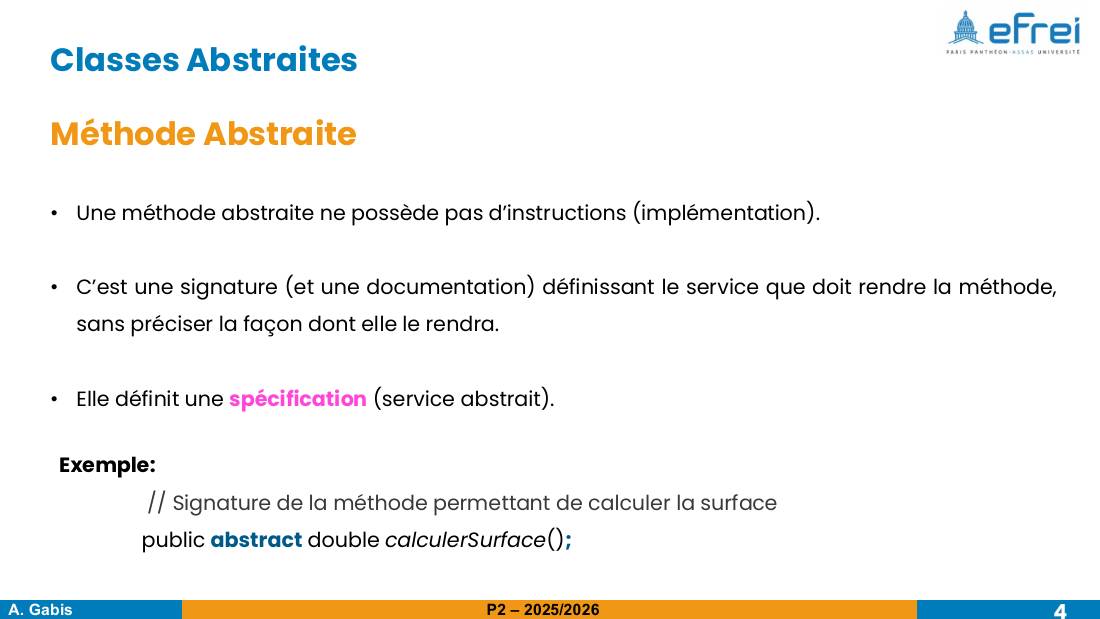 efrei
PARIS PANTHÉON-ASSAS UNIVERSITÉ
Classes Abstraites
Méthode Abstraite
• Une méthode abstraite ne possède pas d’instructions (implémentation).
• C’est une signature (et une documentation) définissant le service que doit rendre la méthode,
sans préciser la façon dont elle le rendra.
• Elle définit une spécification (service abstrait).
Exemple:
// Signature de la méthode permettant de calculer la surface
public abstract double calculerSurface();
A. Gabis
P2 – 2025/2026
4